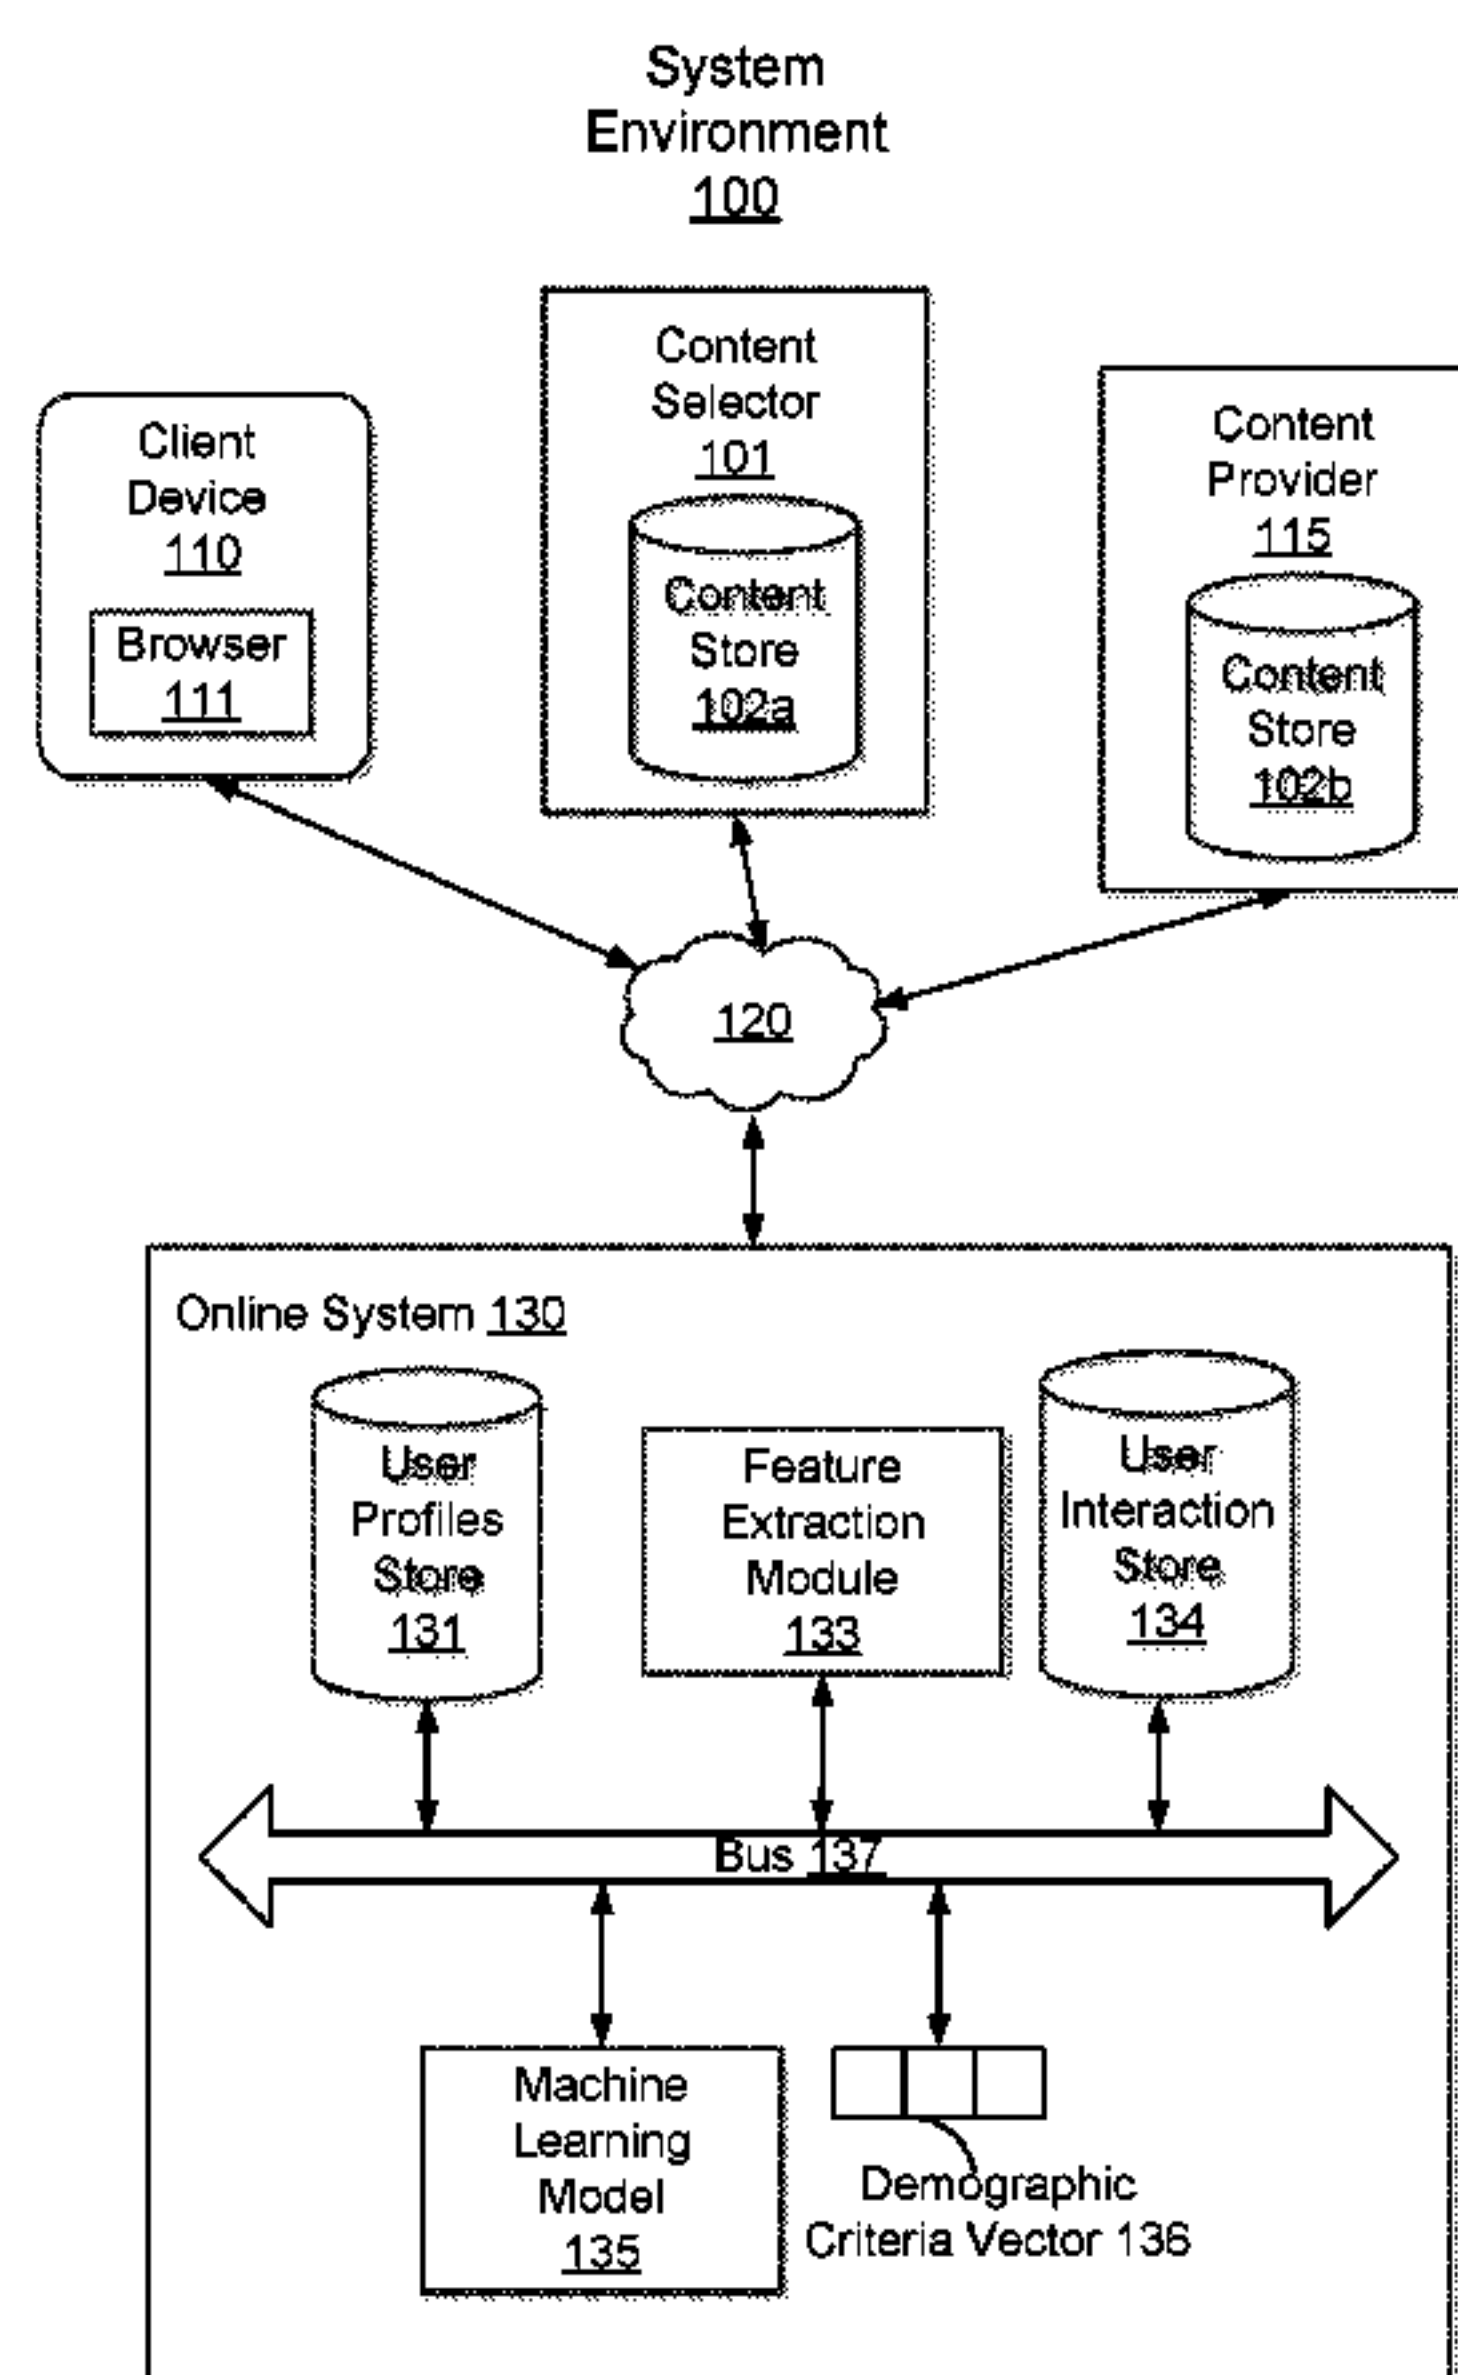 System
Environment
100
Content
Selector
101
Content
Store
102a
Client
Device
110
Browser
111
Content
Provider
115
Content
Store
102b
120
Online System 130
User
Profiles
Store
131
Feature
Extraction
Module
133
User
Interaction
Store
134
Bus 137
Machine
Learning
Model
135
Demographic
Criteria Vector 136